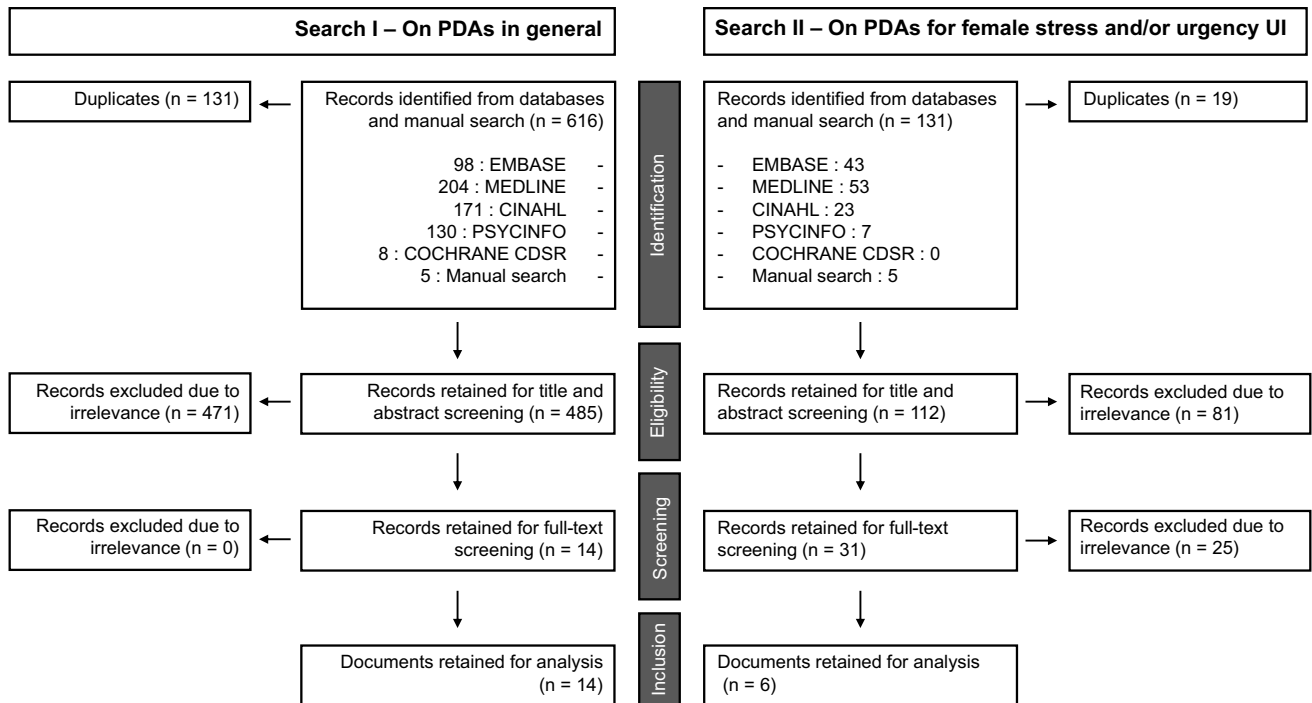 Search I – On PDAs in general
Search II – On PDAs for female stress and/or urgency UI
Duplicates (n = 131)
Records identified from databases
and manual search (n = 616)
98 : EMBASE -
204 : MEDLINE -
171 : CINAHL -
130 : PSYCINFO -
8 : COCHRANE CDSR -
5 : Manual search -
Identification
Records identified from databases
and manual search (n = 131)
- EMBASE : 43
- MEDLINE : 53
- CINAHL : 23
- PSYCINFO : 7
- COCHRANE CDSR : 0
- Manual search : 5
Duplicates (n = 19)
Records excluded due to
irrelevance (n = 471)
Records retained for title and
abstract screening (n = 485)
Eligibility
Records retained for title and
abstract screening (n = 112)
Records excluded due to
irrelevance (n = 81)
Records excluded due to
irrelevance (n = 0)
Records retained for full-text
screening (n = 14)
Screening
Records retained for full-text
screening (n = 31)
Records excluded due to
irrelevance (n = 25)
Documents retained for analysis
(n = 14)
Inclusion
Documents retained for analysis
(n = 6)